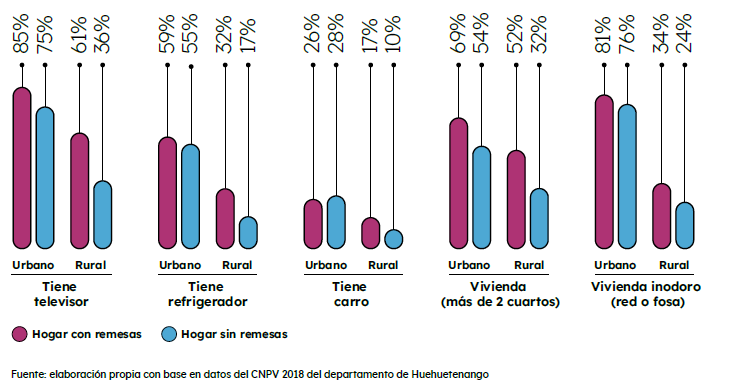 85% 75% 61% 36% 59% 55% 32% 17% 26% 28% 17% 10% 69% 54% 52% 32% 81% 76% 34% 24%
Urbano Rural Urbano Rural Urbano Rural Urbano Rural Urbano Rural
Tiene
televisor
Tiene
refrigerador
Tiene
carro
Vivienda
(más de 2 cuartos)
Vivienda inodoro
(red o fosa)
Hogar con remesas Hogar sin remesas
Fuente: elaboración propia con base en datos del CNPV 2018 del departamento de Huehuetenango